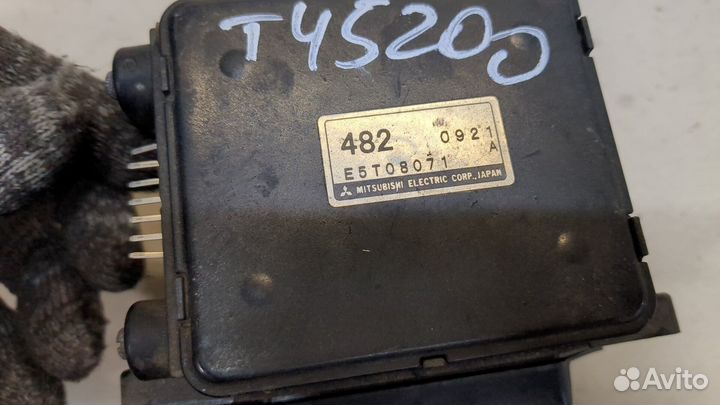 T45200
482 0921
E5T08071 A
MITSUBISHI ELECTRIC CORP., JAPAN
Avito